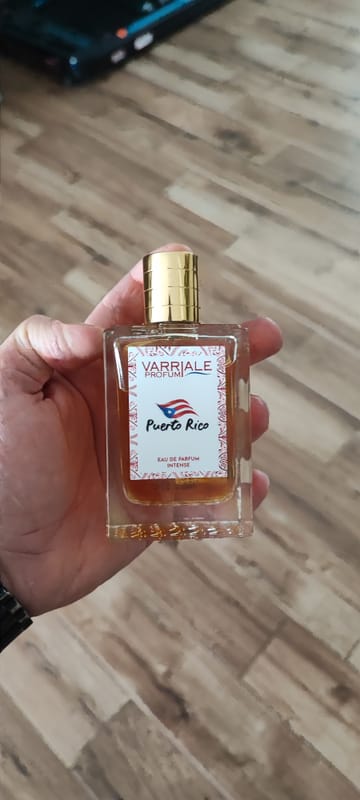 VARRIALE
PROFUMI
Puerto Rico
EAU DE PARFUM
INTENSE